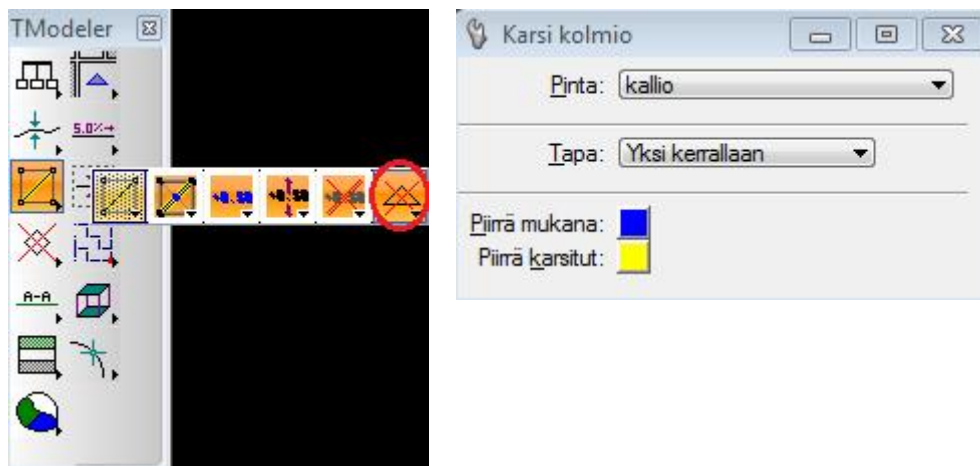 TModeler
5.0%
A-A
Karsi kolmio
Pinta: kallio
Tapa: Yksi kerrallaan
Piirrä mukana:
Piirrä karsitut: